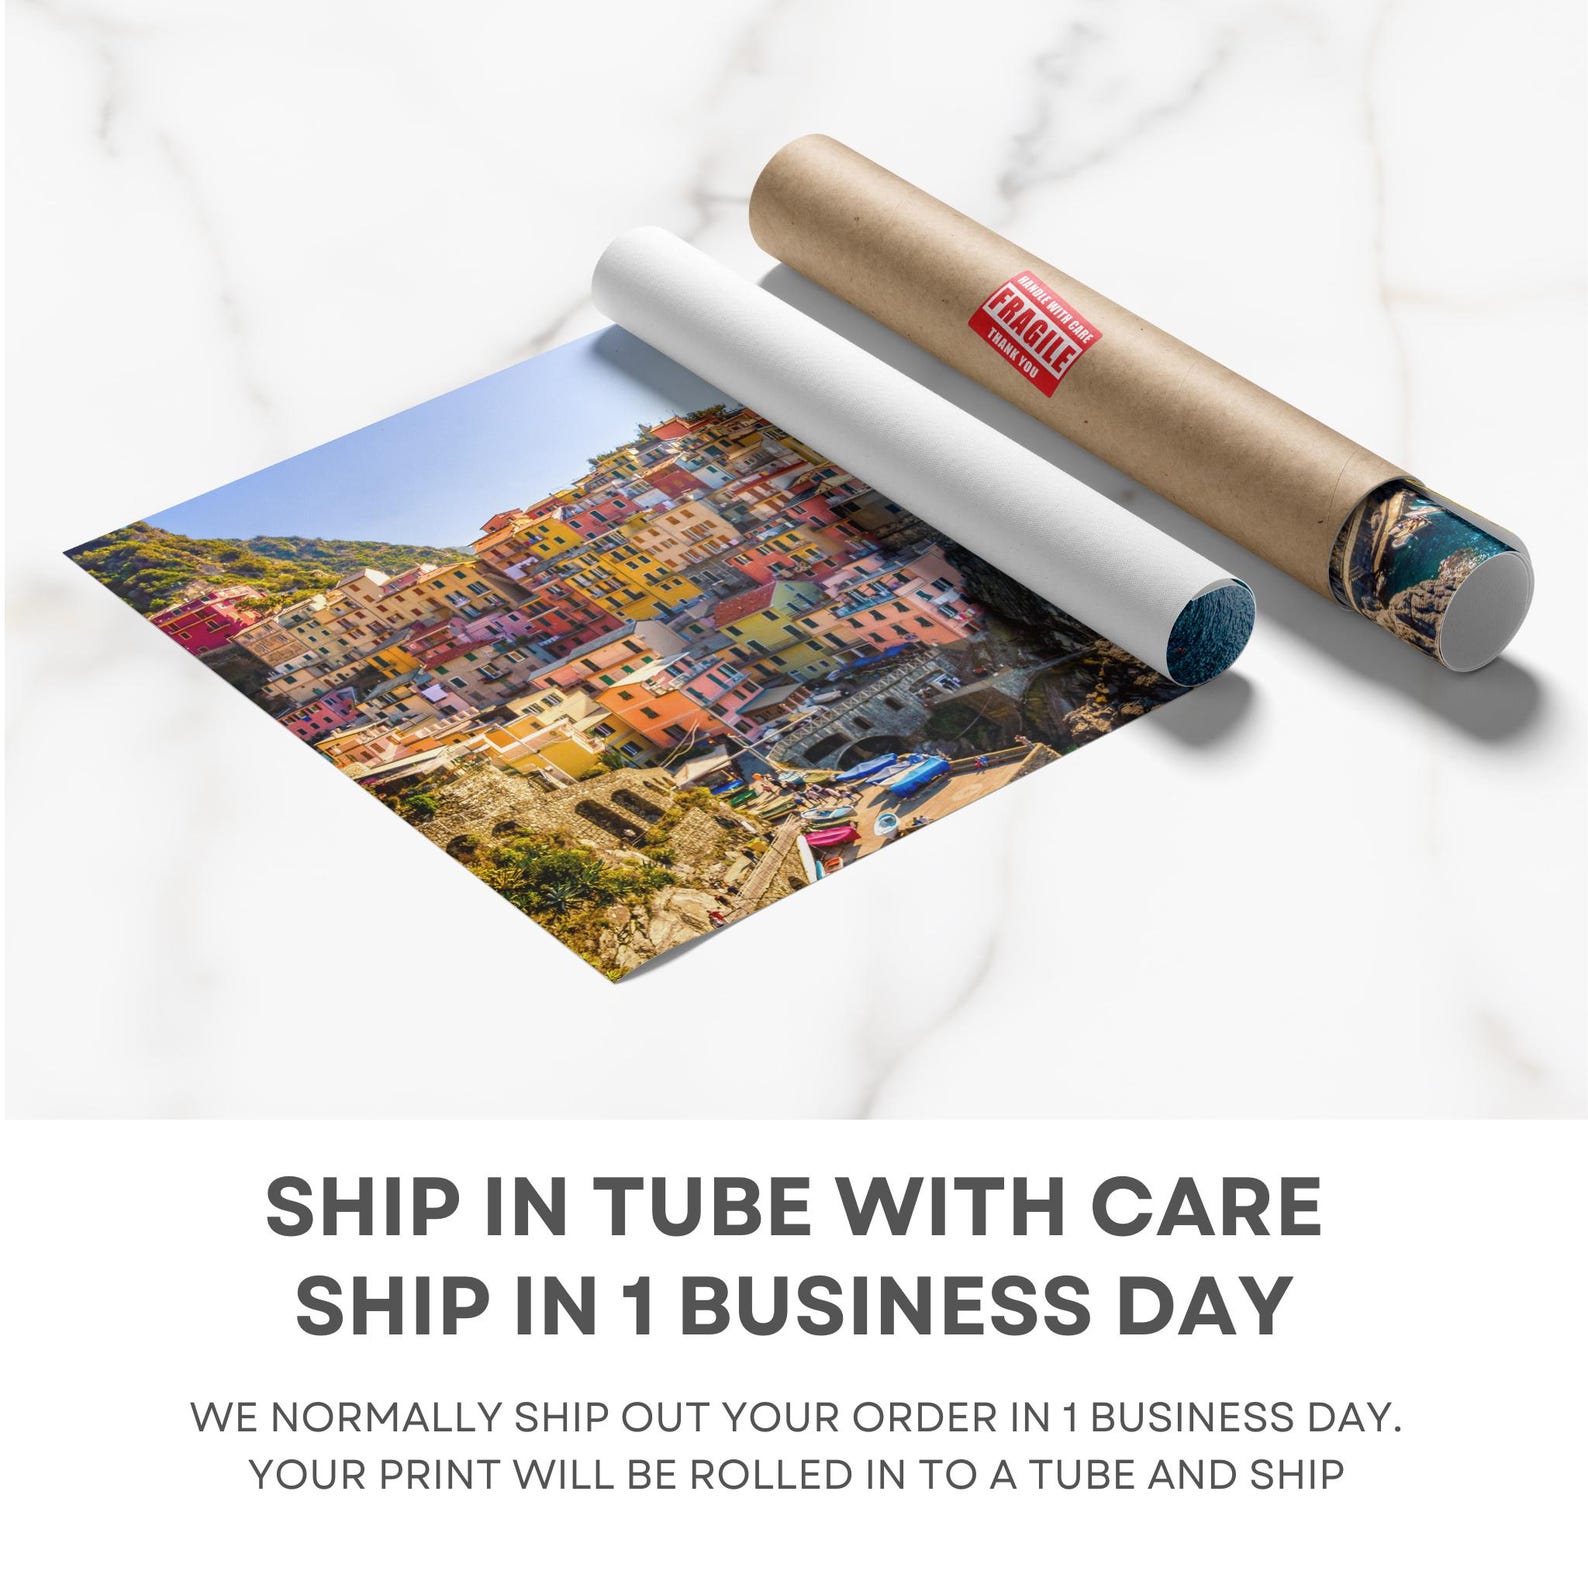 HANDLE WITH CARE
FRAGILE
THANK YOU
SHIP IN TUBE WITH CARE
SHIP IN 1 BUSINESS DAY
WE NORMALLY SHIP OUT YOUR ORDER IN 1 BUSINESS DAY.
YOUR PRINT WILL BE ROLLED IN TO A TUBE AND SHIP